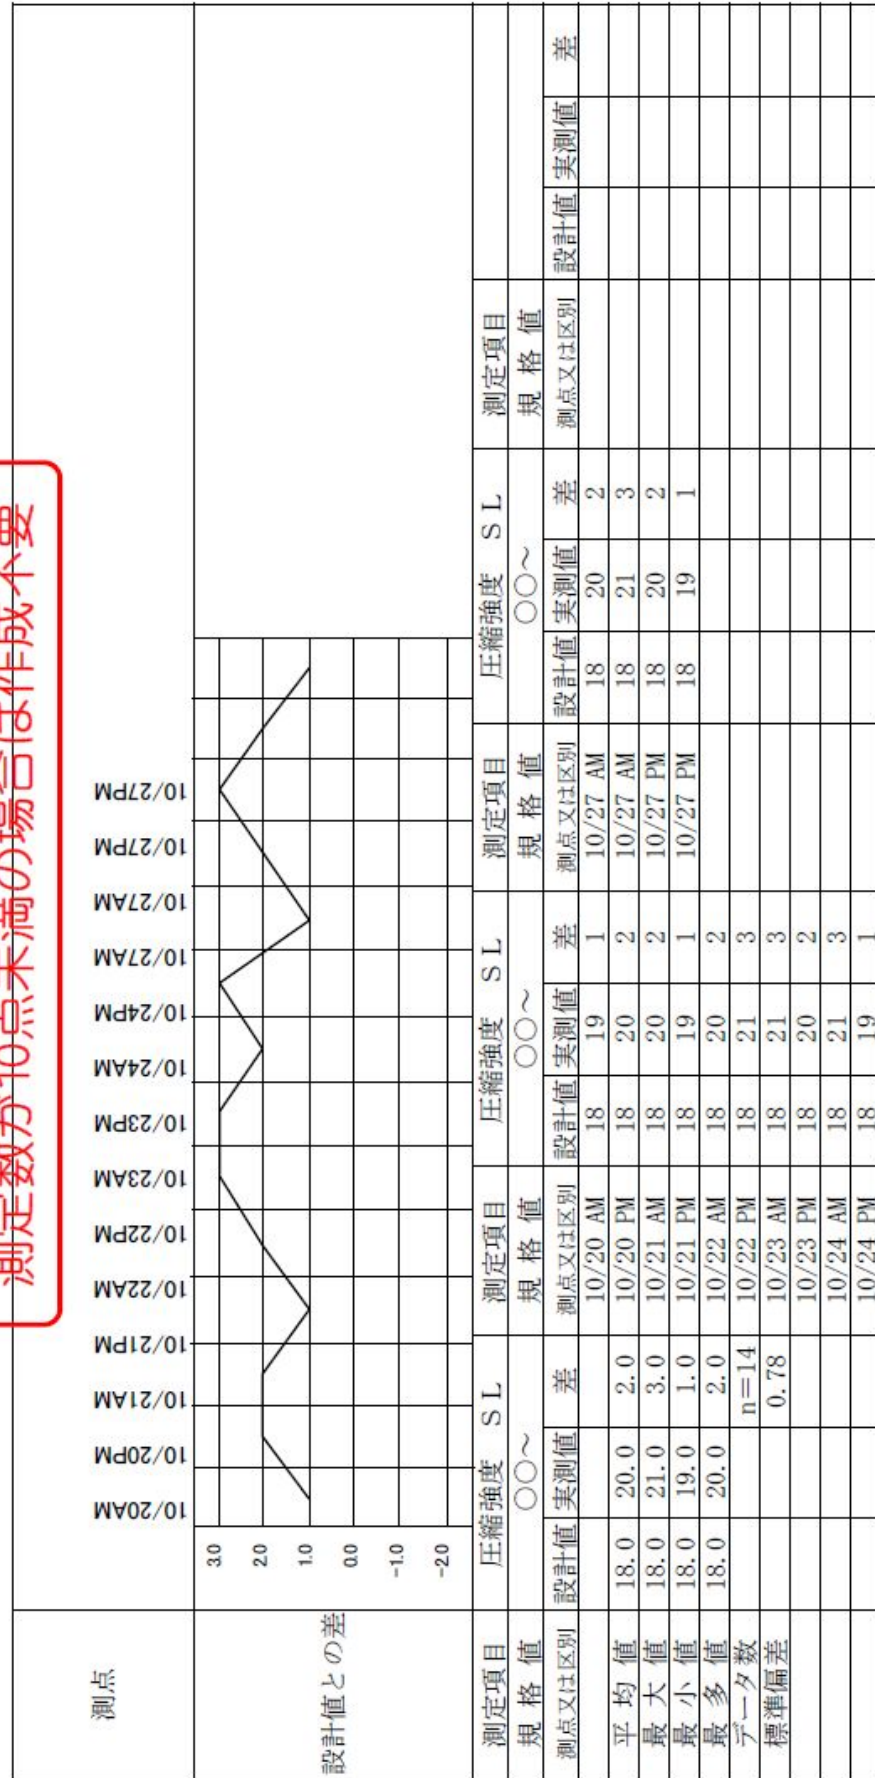 測定数が10点未満の場合は作成不要
測点
10/20AM 10/20PM 10/21AM 10/21PM 10/22AM 10/22PM 10/23AM 10/23PM 10/24AM 10/24PM 10/27AM 10/27AM 10/27PM 10/27PM
設計値との差
3.0
2.0
1.0
0.0
-1.0
-2.0
測定項目 圧縮強度 SL 測定項目 圧縮強度 SL 測定項目 圧縮強度 SL 測定項目
規格値 〇〇～ 規格値 〇〇～ 規格値 〇〇～ 規格値
測点又は区別 設計値 実測値 差 測点又は区別 設計値 実測値 差 測点又は区別 設計値 実測値 差 測点又は区別 設計値 実測値 差
10/20 AM 18 19 1 10/27 AM 18 20 2
平均値 18.0 20.0 2.0 10/20 PM 18 20 2 10/27 AM 18 21 3
最大値 18.0 21.0 3.0 10/21 AM 18 20 2 10/27 PM 18 20 2
最小値 18.0 19.0 1.0 10/21 PM 18 19 1 10/27 PM 18 19 1
最多値 18.0 20.0 2.0 10/22 AM 18 20 2
データ数 n=14 10/22 PM 18 21 3
標準偏差 0.78 10/23 AM 18 21 3
10/23 PM 18 20 2
10/24 AM 18 21 3
10/24 PM 18 19 1